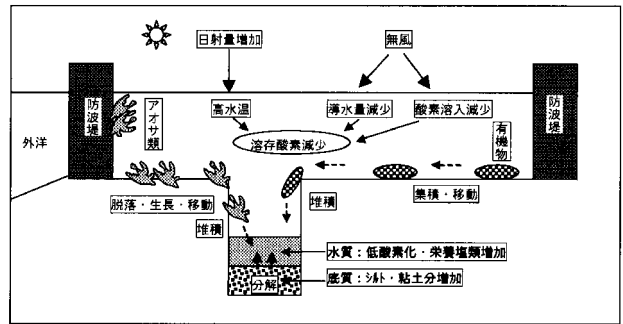 日射量増加
無風
防波堤
アオサ類
高水温
導水量減少
酸素溶入減少
防波堤
外洋
溶存酸素減少
有機物
脱落・生長・移動
堆積
堆積
集積・移動
水質：低酸素化・栄養塩類増加
分解
底質：シルト・粘土分増加